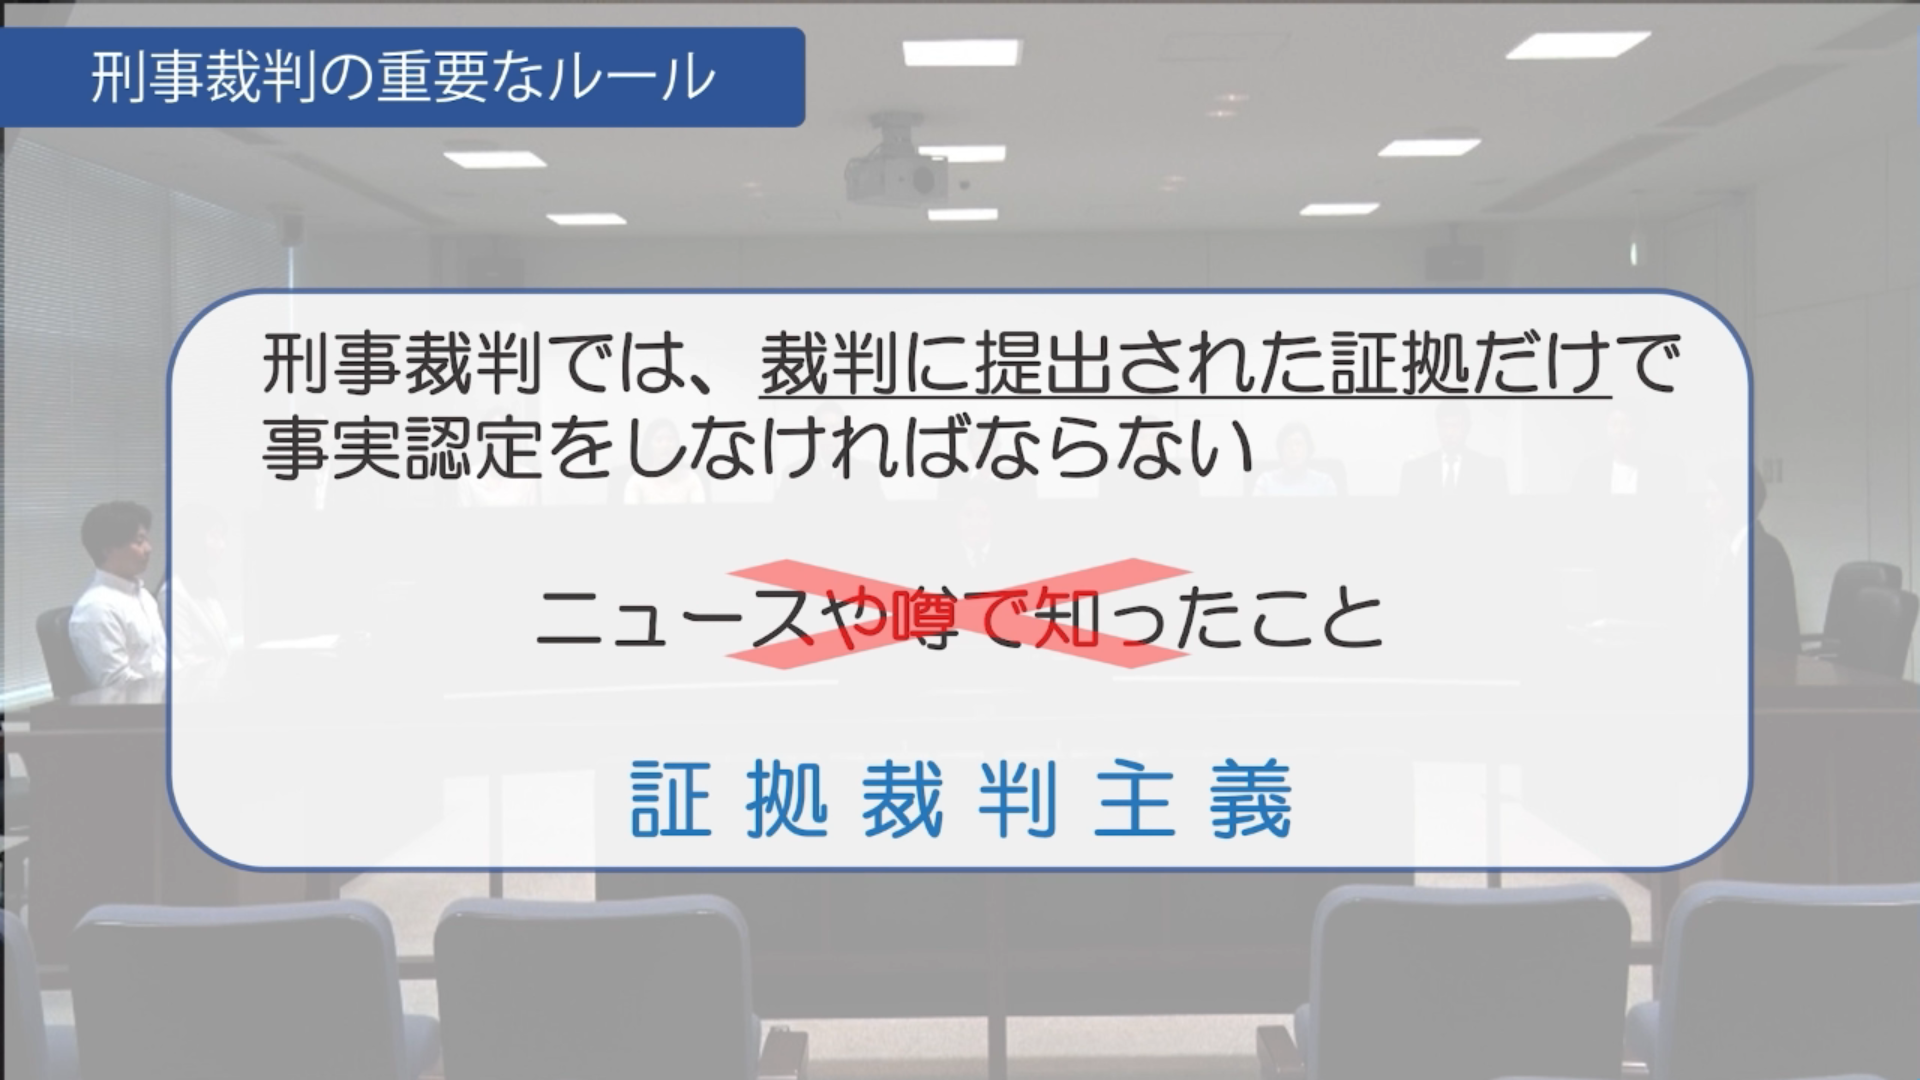 刑事裁判の重要なルール
刑事裁判では、裁判に提出された証拠だけで
事実認定をしなければならない
ニュースや噂で知ったこと
証拠裁判主義